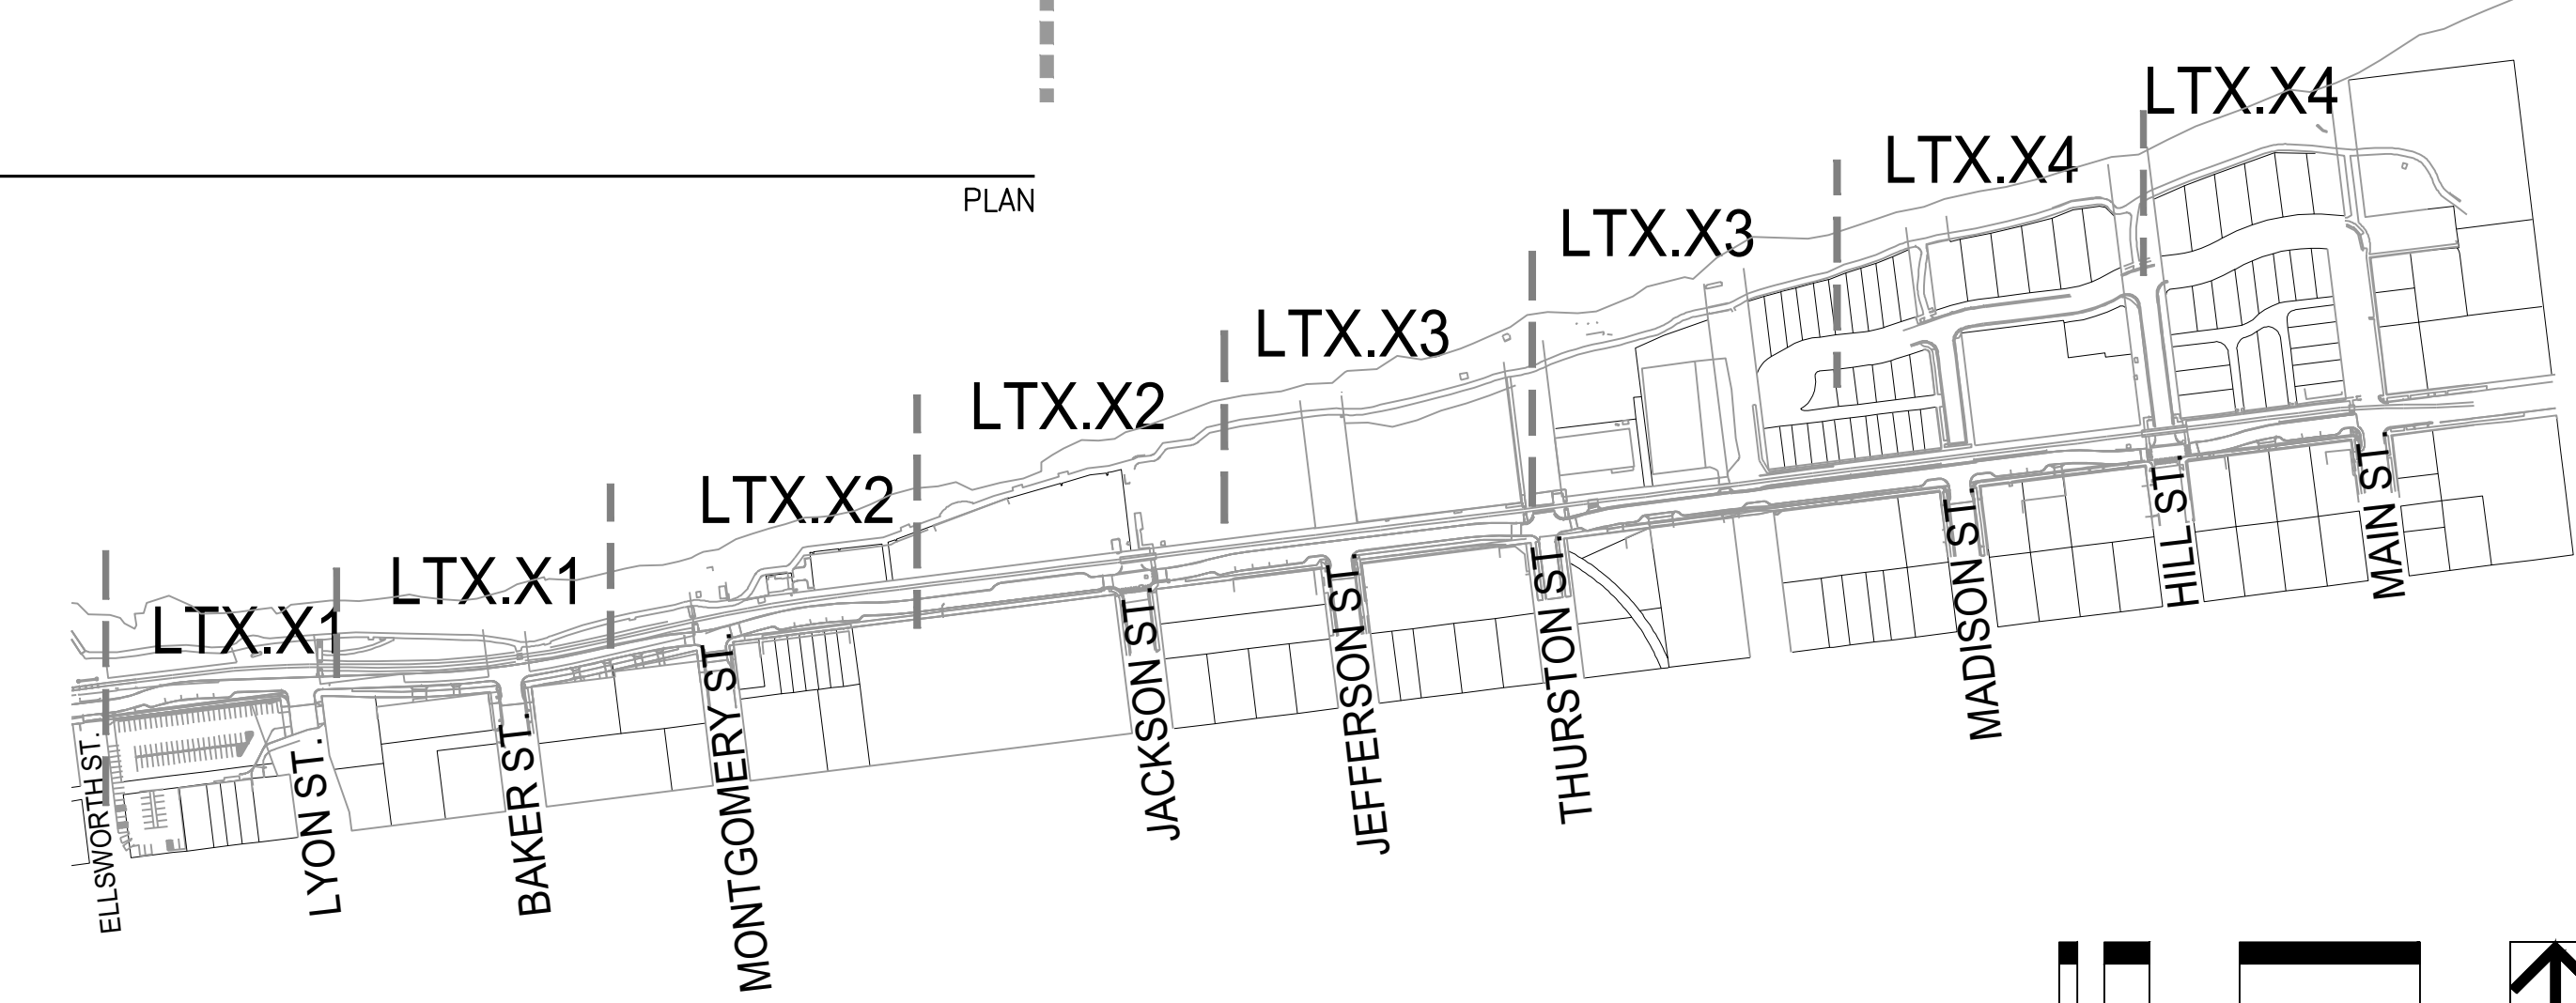 PLAN
LTX.X1
LTX.X1
LTX.X2
LTX.X2
LTX.X3
LTX.X3
LTX.X4
LTX.X4
ELLSWORTH ST.
LYON ST.
BAKER ST.
MONTGOMERY ST.
JACKSON ST.
JEFFERSON ST.
THURSTON ST.
MADISON ST.
HILL ST.
MAIN ST.